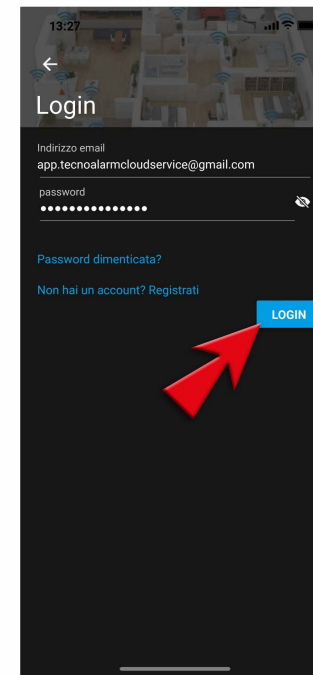 13:27
Login
Indirizzo email
app.tecnoalarmcloudservice@gmail.com
password
●●●●●●●●●●●●●●●
Password dimenticata?
Non hai un account? Registrati
LOGIN